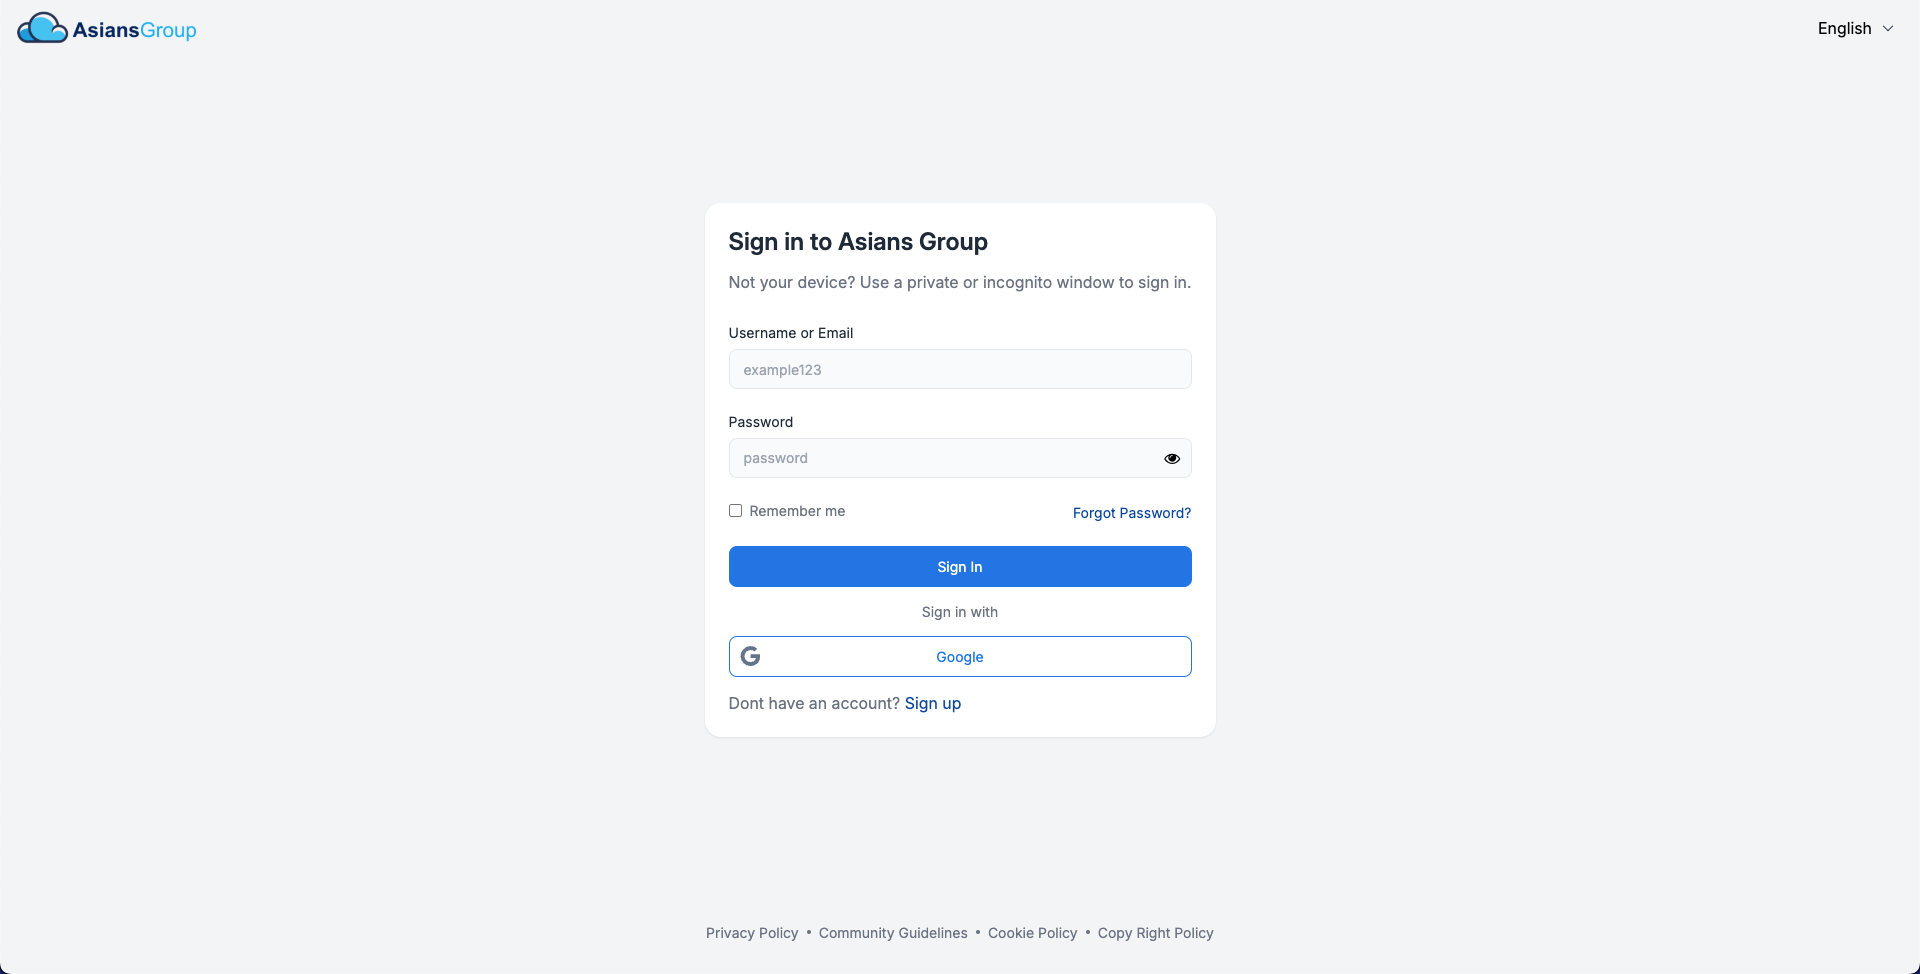 AsiansGroup
English
Sign in to Asians Group
Not your device? Use a private or incognito window to sign in.
Username or Email
example123
Password
password
Remember me
Forgot Password?
Sign In
Sign in with
Google
Dont have an account? Sign up
Privacy Policy • Community Guidelines • Cookie Policy • Copy Right Policy